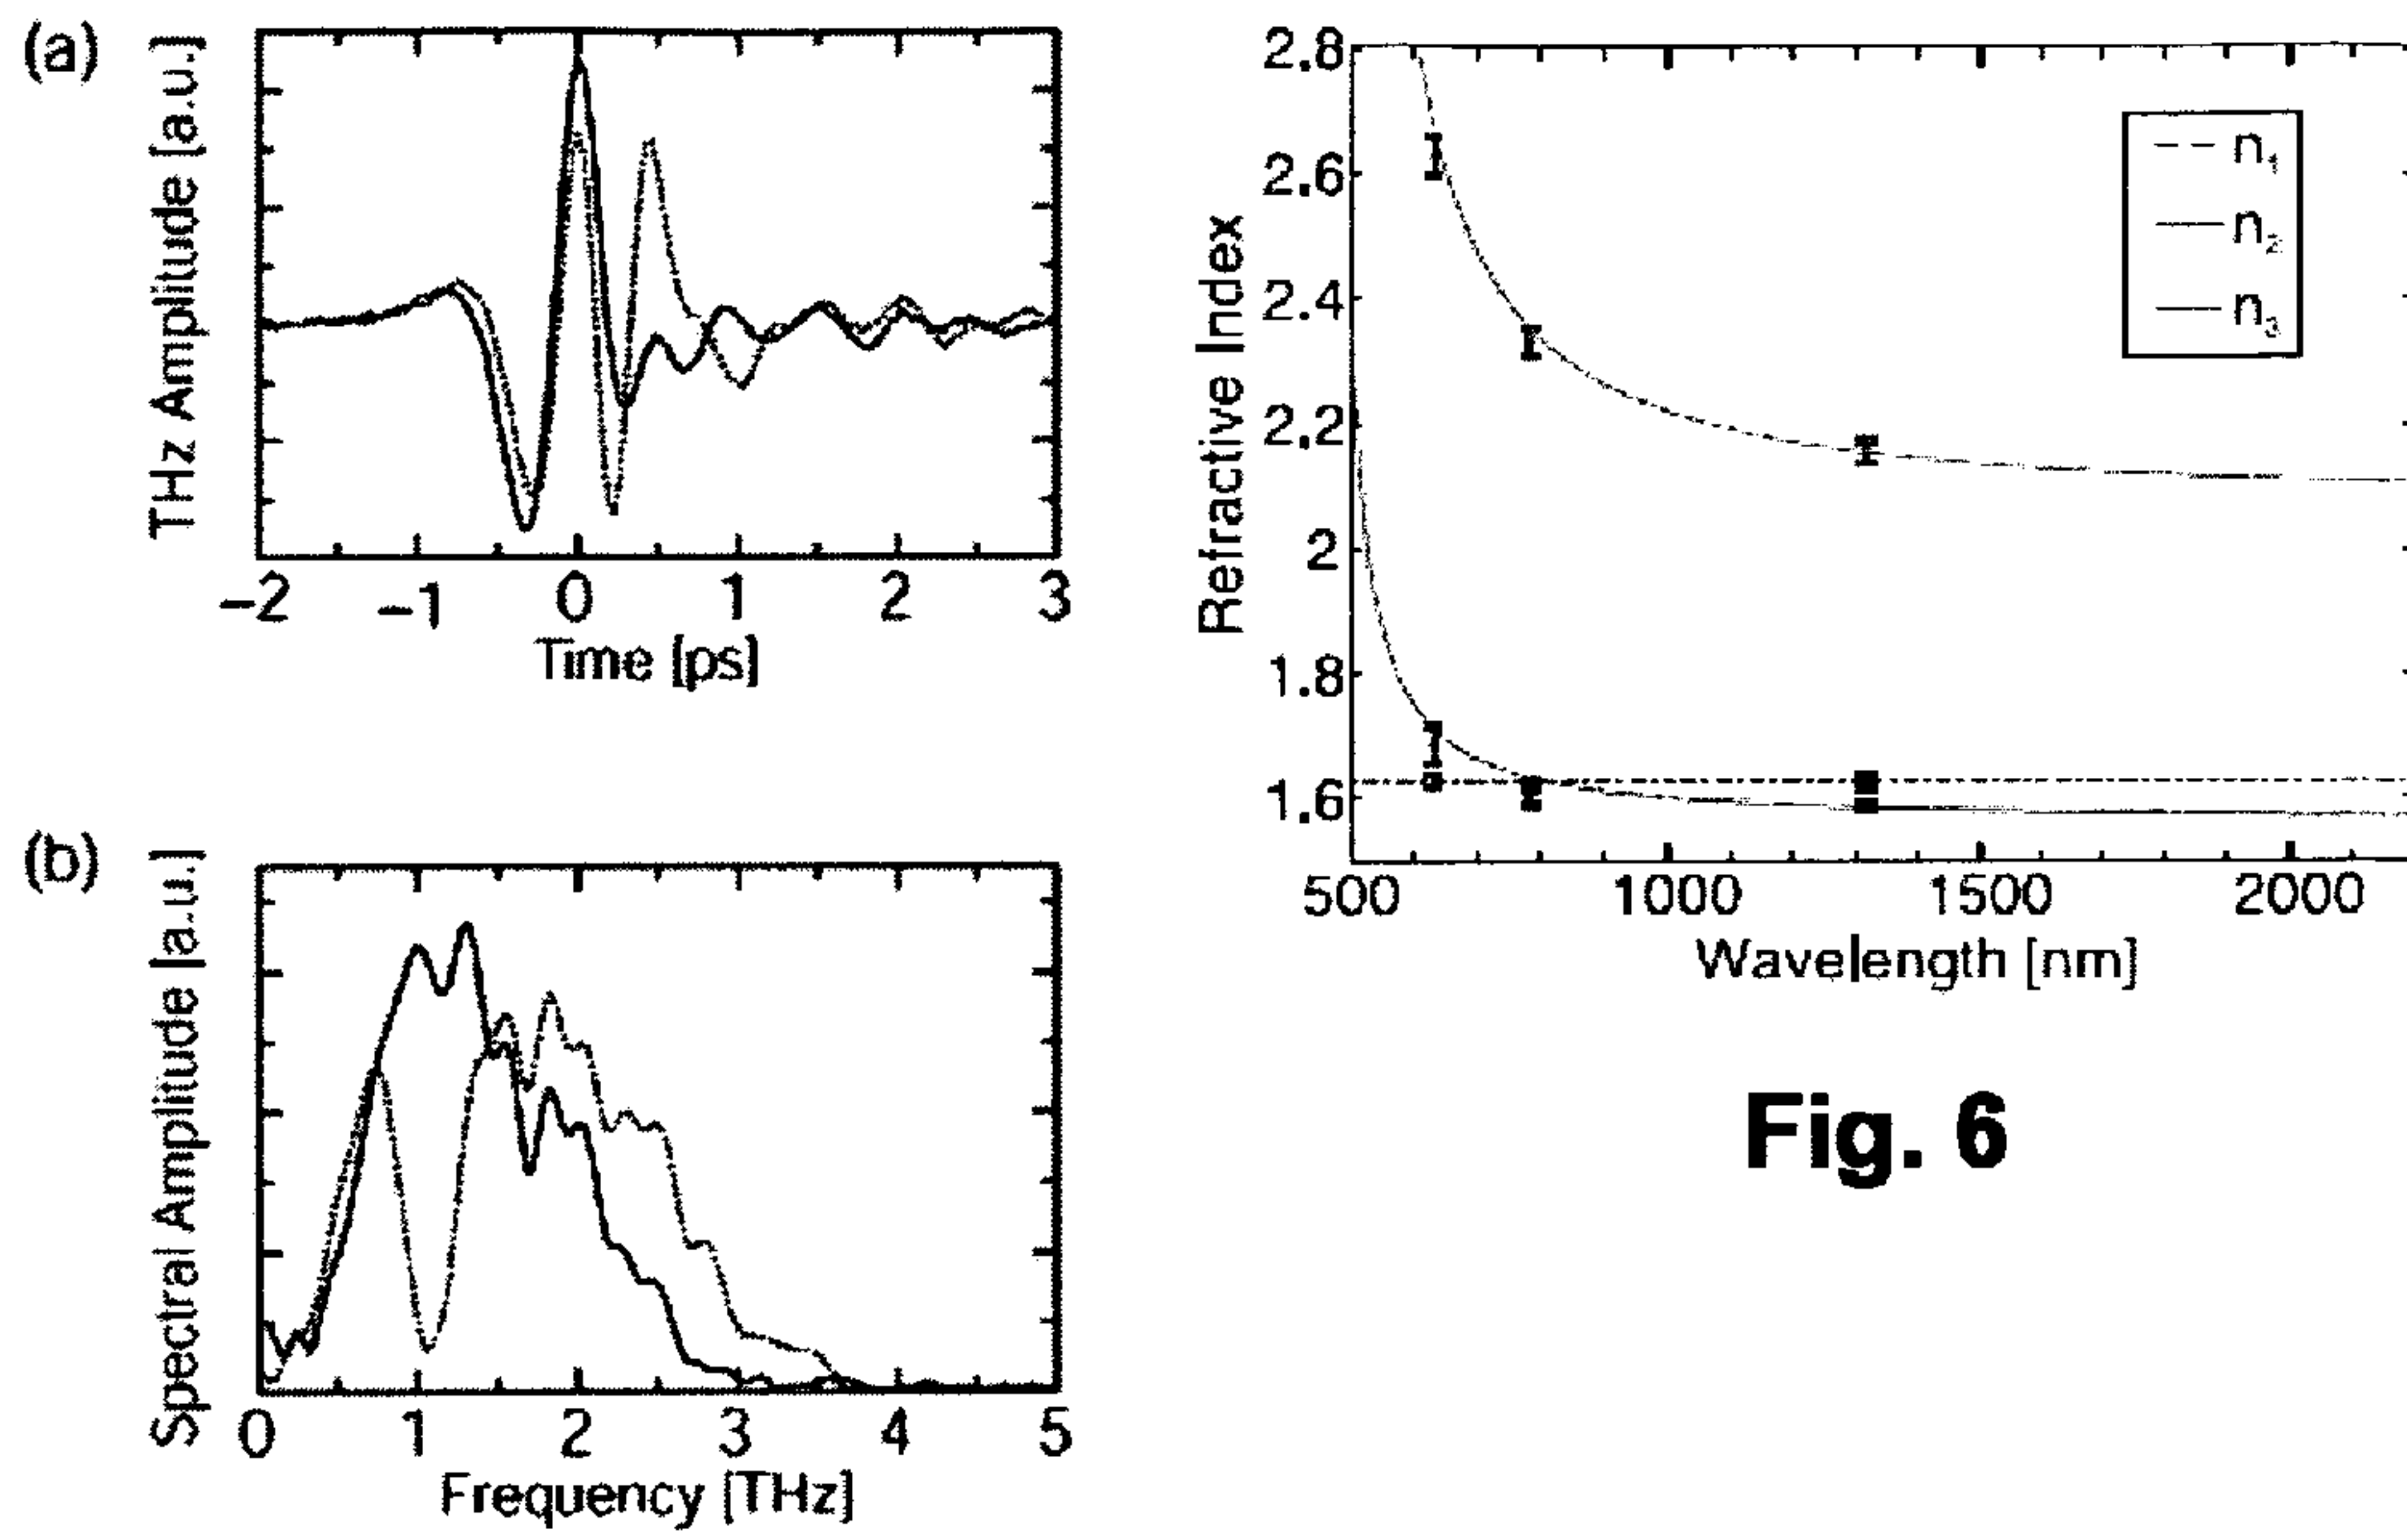 (a)
THz Amplitude [a.u.]
-2 -1 0 1 2 3
Time [ps]
(b)
Spectral Amplitude [a.u.]
0 1 2 3 4 5
Frequency [THz]
2.8
2.6
2.4
2.2
2
1.8
1.6
Refractive Index
n₁
n₂
n₃
500 1000 1500 2000
Wavelength [nm]
Fig. 6